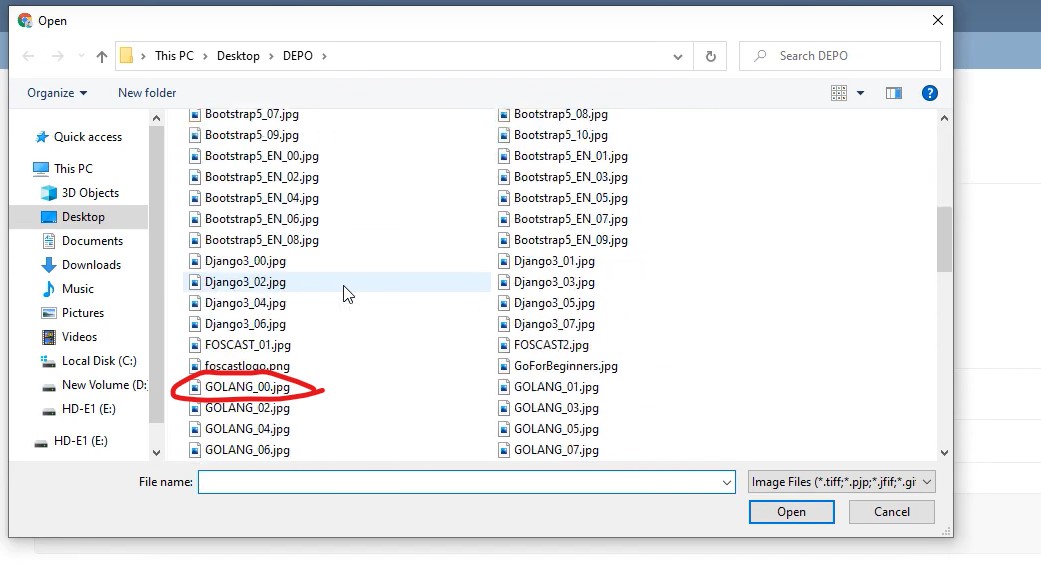 Open
This PC > Desktop > DEPO >
Search DEPO
Organize
New folder
Quick access
This PC
3D Objects
Desktop
Documents
Downloads
Music
Pictures
Videos
Local Disk (C:)
New Volume (D:
HD-E1 (E:)
HD-E1 (E:)
Bootstrap5_07.jpg Bootstrap5_08.jpg
Bootstrap5_09.jpg Bootstrap5_10.jpg
Bootstrap5_EN_00.jpg Bootstrap5_EN_01.jpg
Bootstrap5_EN_02.jpg Bootstrap5_EN_03.jpg
Bootstrap5_EN_04.jpg Bootstrap5_EN_05.jpg
Bootstrap5_EN_06.jpg Bootstrap5_EN_07.jpg
Bootstrap5_EN_08.jpg Bootstrap5_EN_09.jpg
Django3_00.jpg Django3_01.jpg
Django3_02.jpg Django3_03.jpg
Django3_04.jpg Django3_05.jpg
Django3_06.jpg Django3_07.jpg
FOSCAST_01.jpg FOSCAST2.jpg
foscastlogo.png GoForBeginners.jpg
GOLANG_00.jpg GOLANG_01.jpg
GOLANG_02.jpg GOLANG_03.jpg
GOLANG_04.jpg GOLANG_05.jpg
GOLANG_06.jpg GOLANG_07.jpg
File name:
Image Files (*.tiff;*.pjp;*.jfif;*.gi
Open
Cancel